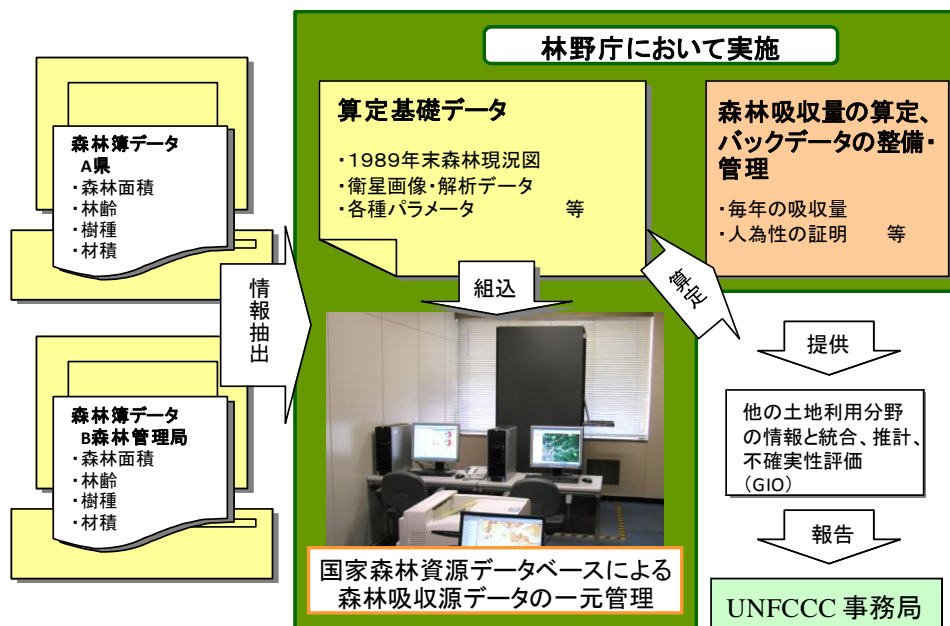 林野庁において実施
森林簿データ
A県
・森林面積
・林齢
・樹種
・材積
森林簿データ
B森林管理局
・森林面積
・林齢
・樹種
・材積
情報抽出
算定基礎データ
・1989年末森林現況図
・衛星画像・解析データ
・各種パラメータ　等
組込
国家森林資源データベースによる
森林吸収源データの一元管理
算定
森林吸収量の算定、
バックデータの整備・
管理
・毎年の吸収量
・人為性の証明　等
提供
他の土地利用分野
の情報と統合、推計、
不確実性評価
（GIO）
報告
UNFCCC 事務局